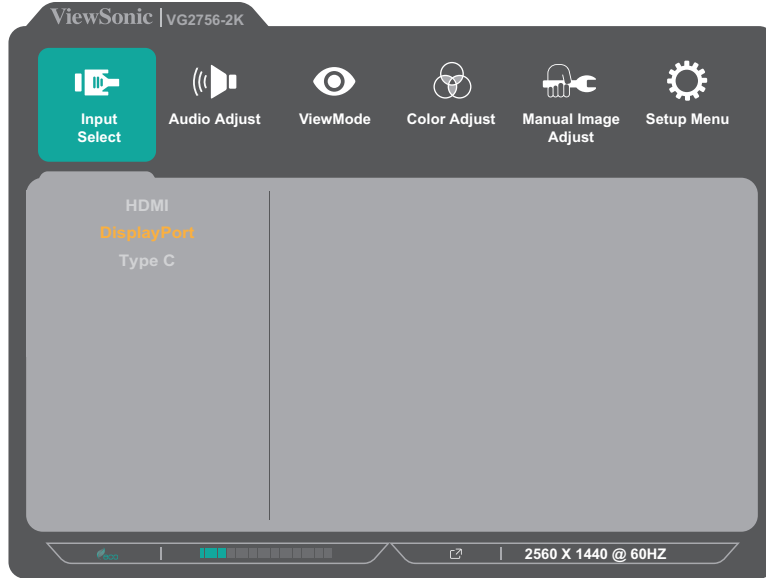 ViewSonic | VG2756-2K
Input
Select
Audio Adjust
ViewMode
Color Adjust
Manual Image
Adjust
Setup Menu
HDMI
DisplayPort
Type C
eco
2560 X 1440 @ 60HZ